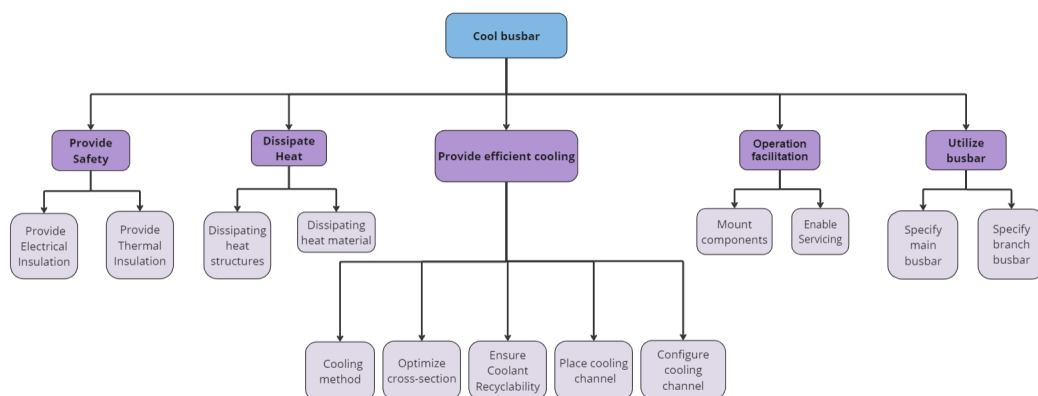 Cool busbar
Provide
Safety
Dissipate
Heat
Provide efficient cooling
Operation
facilitation
Utilize
busbar
Provide
Electrical
Insulation
Provide
Thermal
Insulation
Dissipating
heat
structures
Dissipating
heat material
Mount
components
Enable
Servicing
Specify
main
busbar
Specify
branch
busbar
Cooling
method
Optimize
cross-section
Ensure
Coolant
Recyclability
Place cooling
channel
Configure
cooling
channel